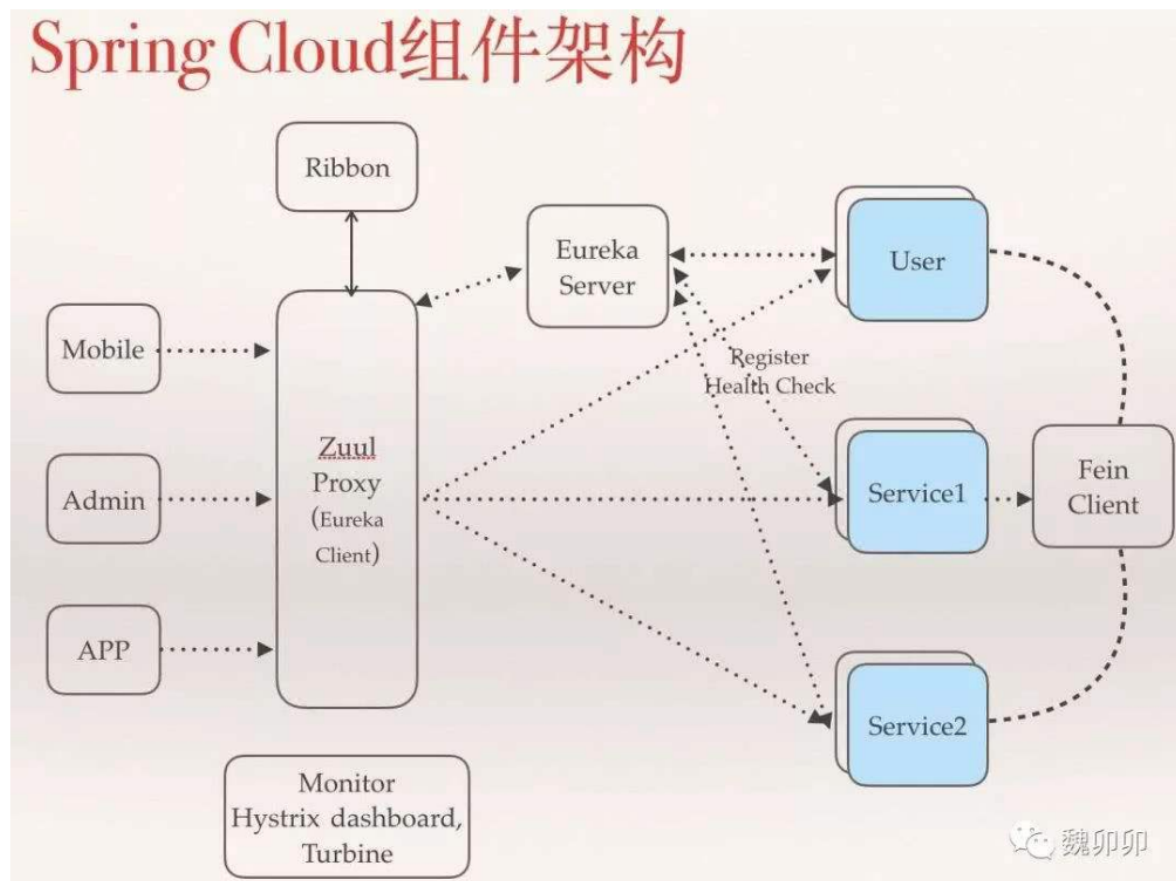 Spring Cloud组件架构
Ribbon
Eureka
Server
User
Mobile
Register
Health Check
Zuul
Proxy
(Eureka
Client)
Admin
Service1
Fein
Client
APP
Service2
Monitor
Hystrix dashboard,
Turbine
魏卯卯